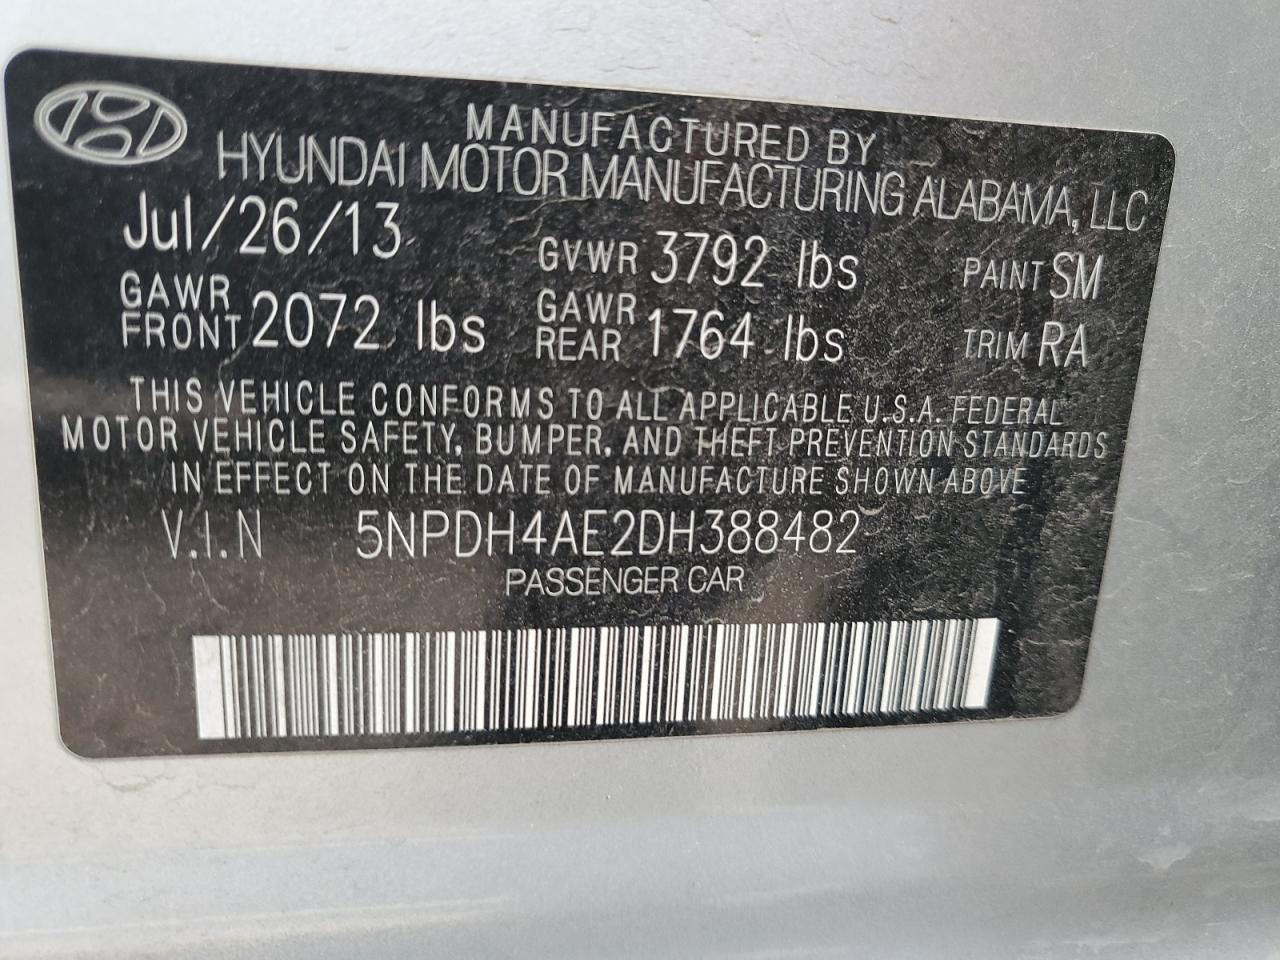 MANUFACTURED BY
HYUNDAI MOTOR MANUFACTURING ALABAMA, LLC
Jul/26/13 GVWR 3792 lbs PAINT SM
GAWR FRONT 2072 lbs GAWR REAR 1764 lbs TRIM RA
THIS VEHICLE CONFORMS TO ALL APPLICABLE U.S.A. FEDERAL
MOTOR VEHICLE SAFETY, BUMPER, AND THEFT PREVENTION STANDARDS
IN EFFECT ON THE DATE OF MANUFACTURE SHOWN ABOVE
V.I.N 5NPDH4AE2DH388482
PASSENGER CAR